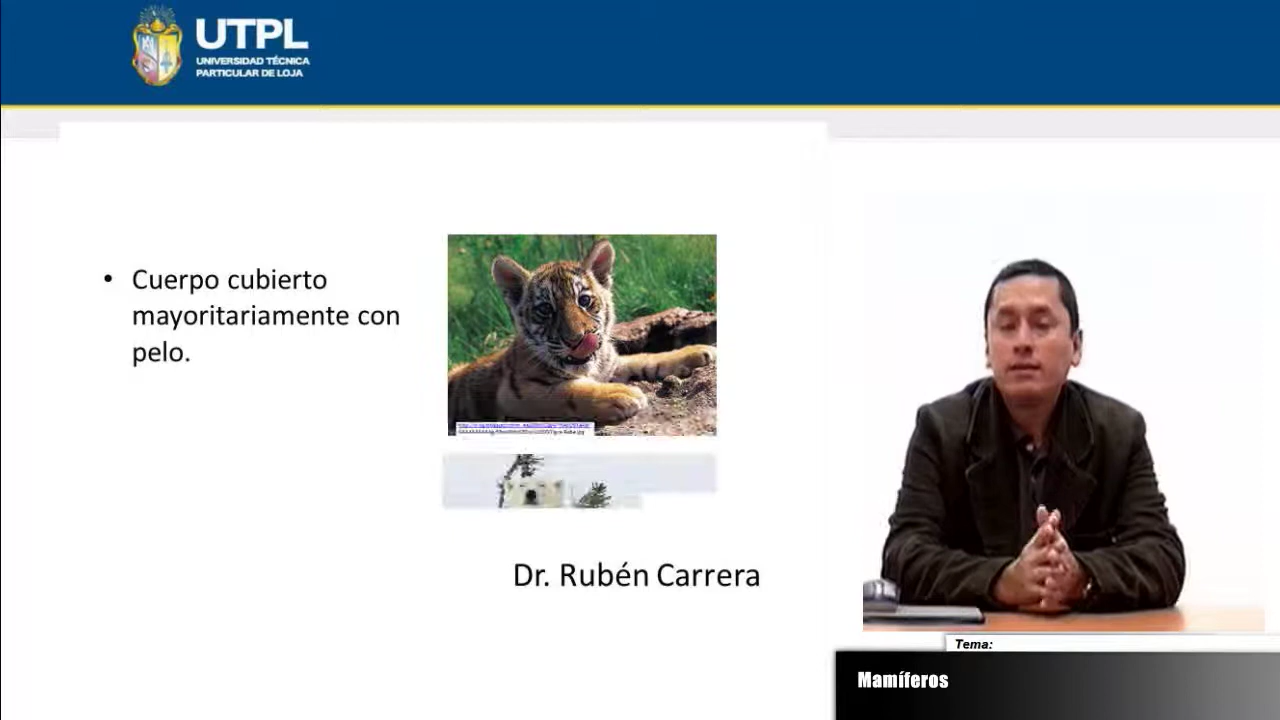 UTPL
UNIVERSIDAD TÉCNICA
PARTICULAR DE LOJA
• Cuerpo cubierto
mayoritariamente con
pelo.
Dr. Rubén Carrera
Tema:
Mamíferos